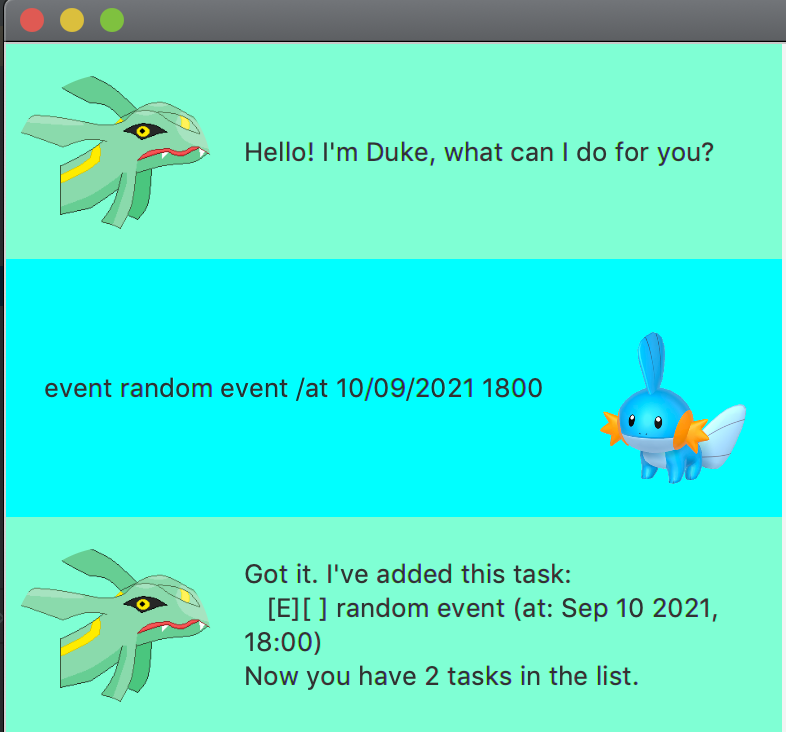 Hello! I'm Duke, what can I do for you?
event random event /at 10/09/2021 1800
Got it. I've added this task:
[E][ ] random event (at: Sep 10 2021,
18:00)
Now you have 2 tasks in the list.